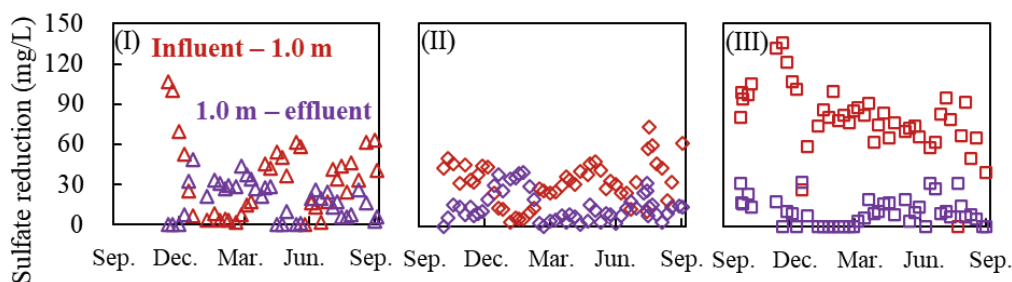 Sulfate reduction (mg/L)
150
120
90
60
30
0
(I)
Influent – 1.0 m
1.0 m – effluent
(II)
(III)
Sep. Dec. Mar. Jun. Sep.
Sep. Dec. Mar. Jun. Sep.
Sep. Dec. Mar. Jun. Sep.